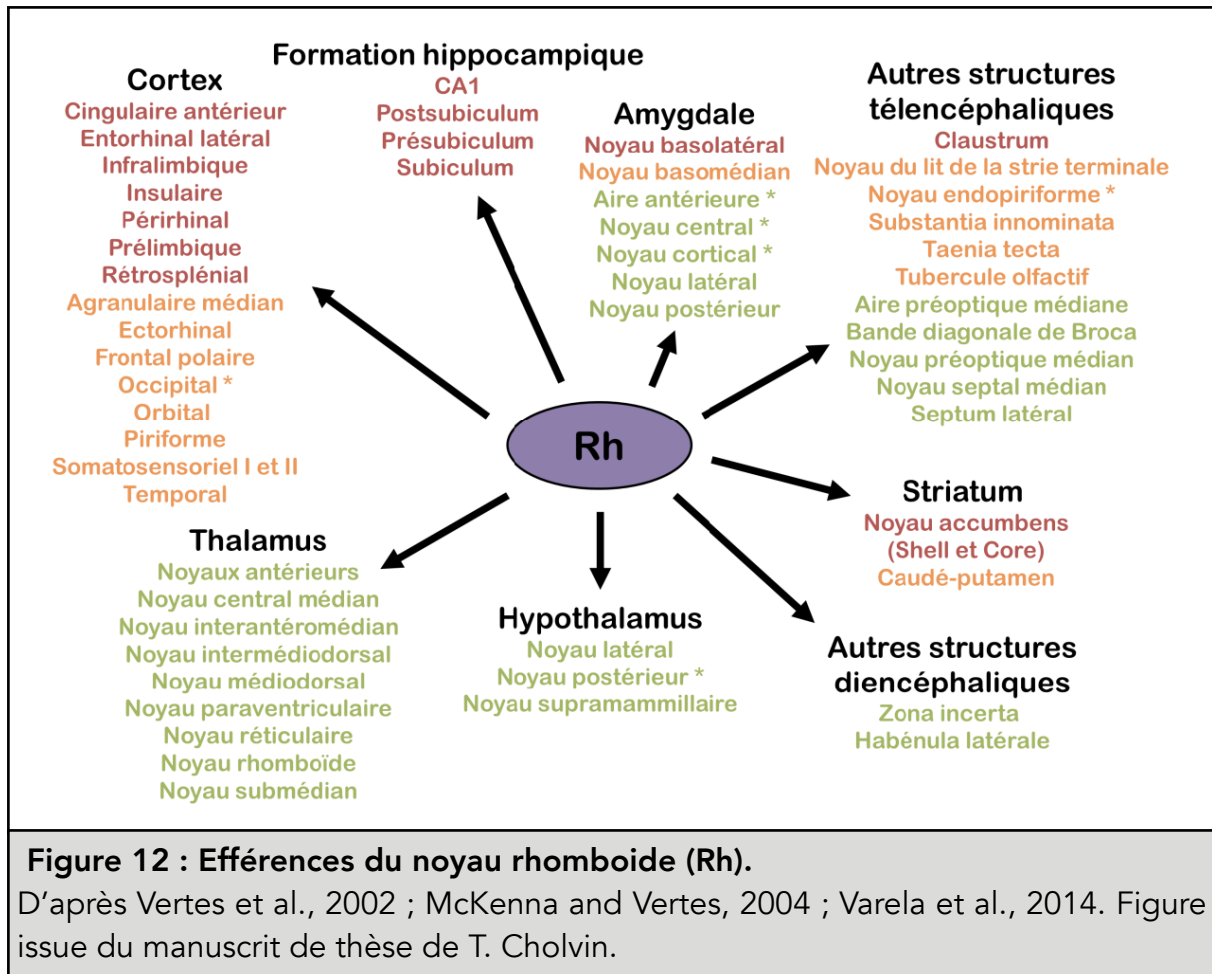 Formation hippocampique
CA1
Postsubiculum
Présubiculum
Subiculum
Cortex
Cingulaire antérieur
Entorhinal latéral
Infralimbique
Insulaire
Périrhinal
Prélimbique
Rétrosplénial
Agranulaire médian
Ectorhinal
Frontal polaire
Occipital *
Orbital
Piriforme
Somatosensoriel I et II
Temporal
Amygdale
Noyau basolatéral
Noyau basomédian
Aire antérieure *
Noyau central *
Noyau cortical *
Noyau latéral
Noyau postérieur
Autres structures
télencéphaliques
Claustrum
Noyau du lit de la strie terminale
Noyau endopiriforme *
Substantia innominata
Taenia tecta
Tubercule olfactif
Aire préoptique médiane
Bande diagonale de Broca
Noyau préoptique médian
Noyau septal médian
Septum latéral
Rh
Striatum
Noyau accumbens
(Shell et Core)
Caudé-putamen
Thalamus
Noyaux antérieurs
Noyau central médian
Noyau interantéromédian
Noyau intermédiodorsal
Noyau médiodorsal
Noyau paraventriculaire
Noyau réticulaire
Noyau rhomboïde
Noyau submédian
Hypothalamus
Noyau latéral
Noyau postérieur *
Noyau supramammillaire
Autres structures
diencéphaliques
Zona incerta
Habénula latérale
Figure 12 : Efférences du noyau rhomboide (Rh).
D'après Vertes et al., 2002 ; McKenna and Vertes, 2004 ; Varela et al., 2014. Figure
issue du manuscrit de thèse de T. Cholvin.